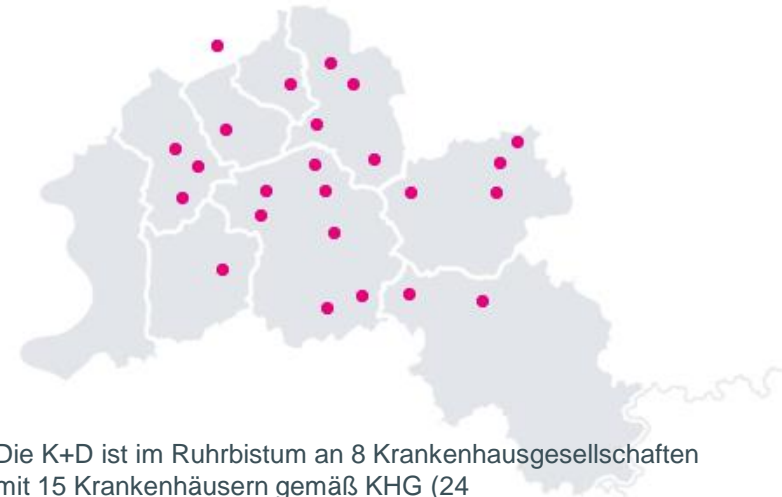 Die K+D ist im Ruhrbistum an 8 Krankenhausgesellschaften
mit 15 Krankenhäusern gemäß KHG (24